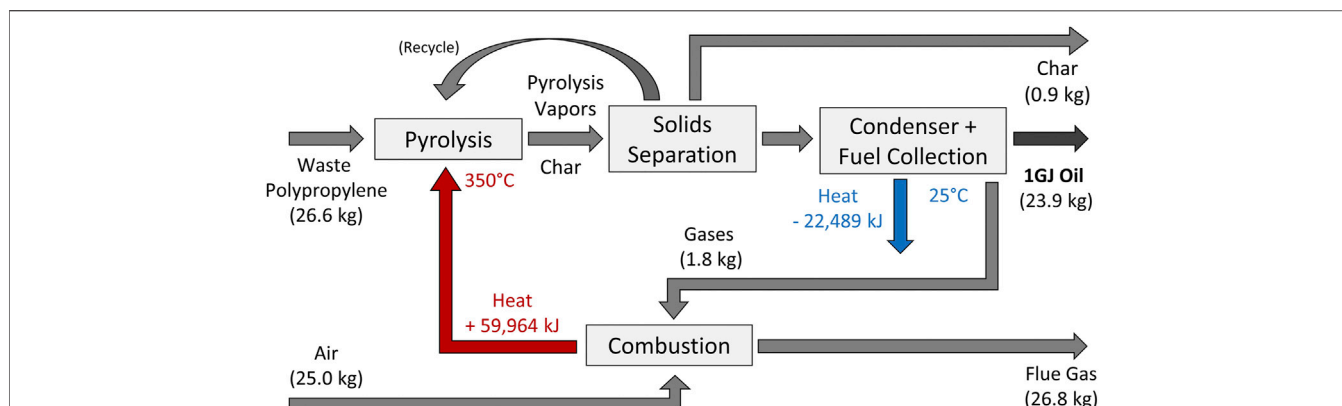 (Recycle)
Pyrolysis
Vapors
Char
(0.9 kg)
Pyrolysis
Solids
Separation
Condenser +
Fuel Collection
Waste
Polypropylene
(26.6 kg)
350°C
Char
1GJ Oil
(23.9 kg)
Heat
- 22,489 kJ
25°C
Gases
(1.8 kg)
Heat
+ 59,964 kJ
Combustion
Air
(25.0 kg)
Flue Gas
(26.8 kg)